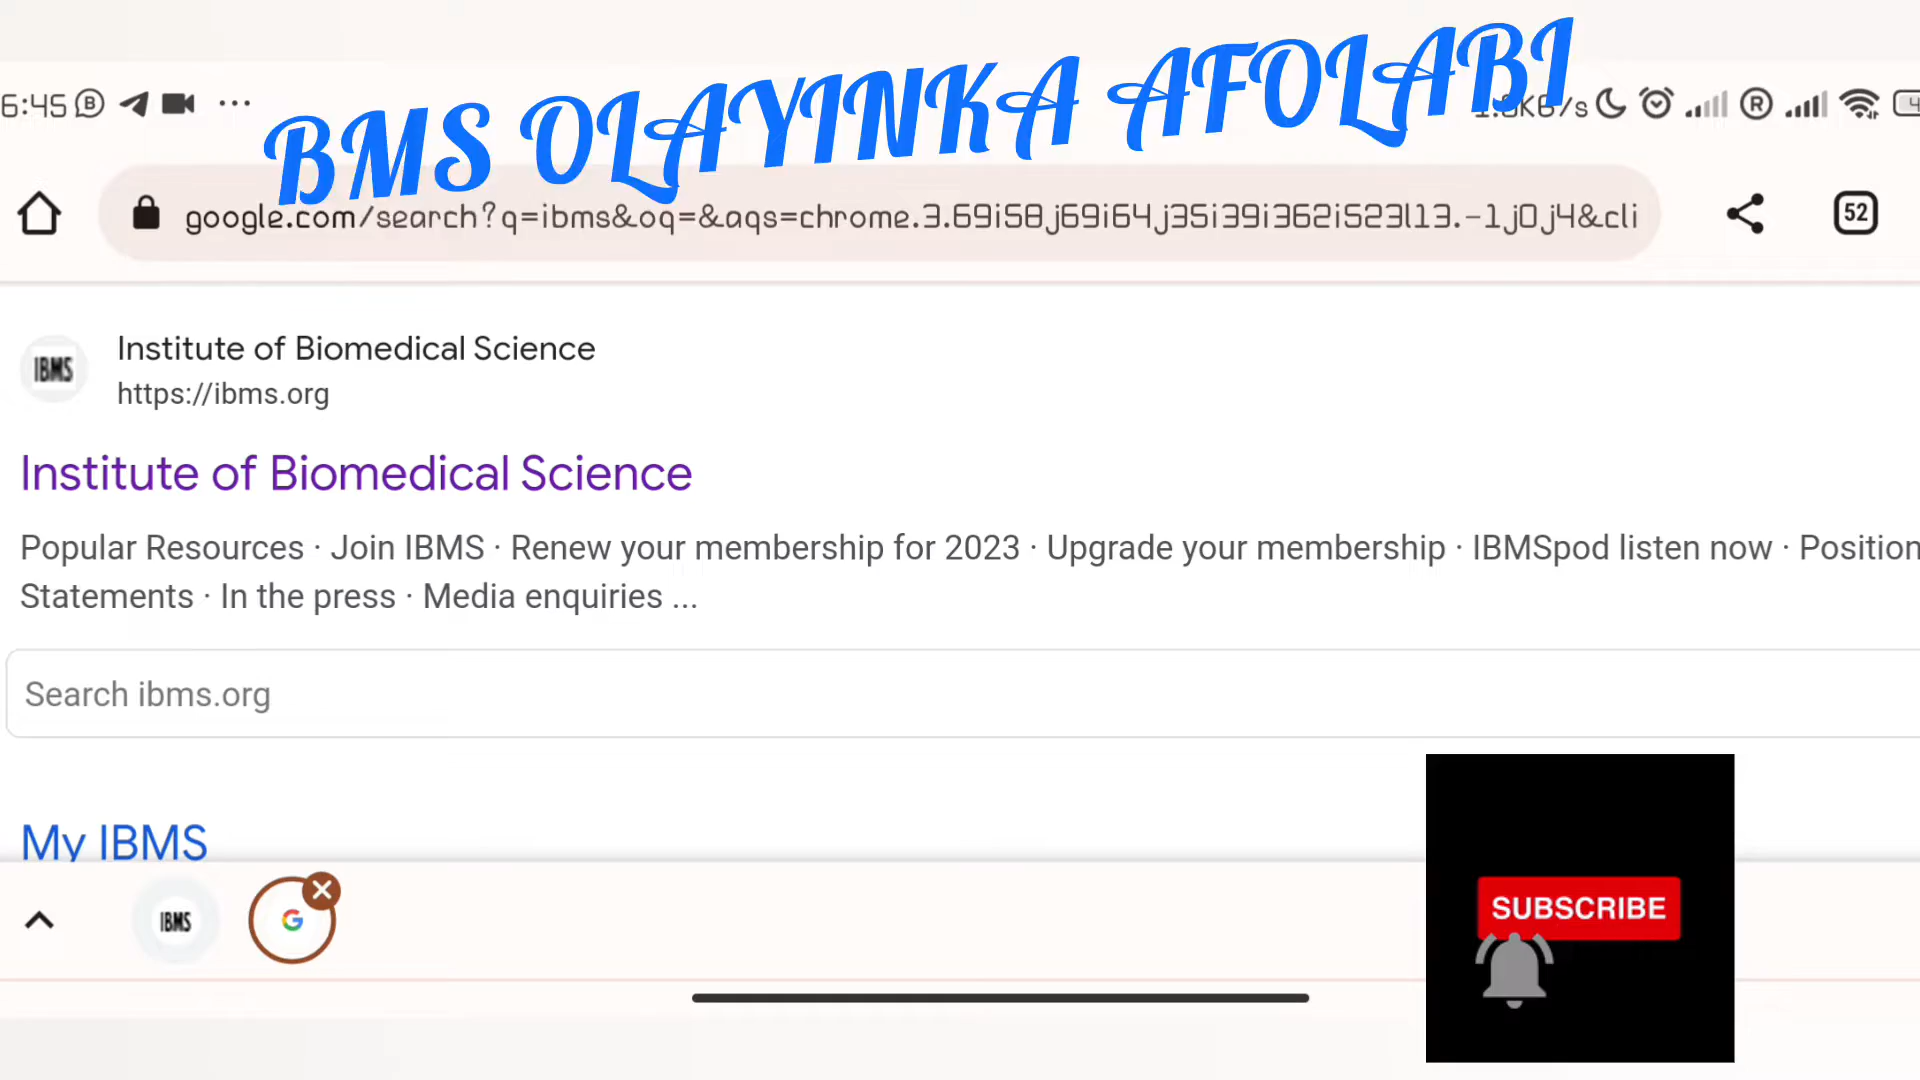 BMS OLAYINKA AFOLABI
6:45
52
google.com/search?q=ibms&oq=&aqs=chrome.3.69i58j69i64j35i39i362i523l13.-1j0j4&cli
IBMS
Institute of Biomedical Science
https://ibms.org
Institute of Biomedical Science
Popular Resources · Join IBMS · Renew your membership for 2023 · Upgrade your membership · IBMSpod listen now · Position
Statements · In the press · Media enquiries ...
Search ibms.org
My IBMS
IBMS
G
SUBSCRIBE